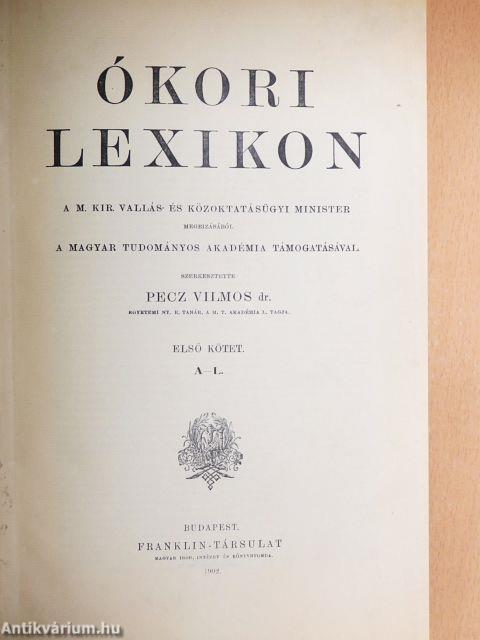 ÓKORI
LEXIKON
A M. KIR. VALLÁS- ÉS KÖZOKTATÁSÜGYI MINISTER
MEGBIZÁSÁBÓL
A MAGYAR TUDOMÁNYOS AKADÉMIA TÁMOGATÁSÁVAL
SZERKESZTETTE
PECZ VILMOS dr.
EGYETEMI NY. R. TANÁR, A M. T. AKADÉMIA L. TAGJA.
ELSŐ KÖTET.
A—L.
BUDAPEST.
FRANKLIN-TÁRSULAT
MAGYAR IROD. INTÉZET ÉS KÖNYVNYOMDA.
1902.
Antikvárium.hu